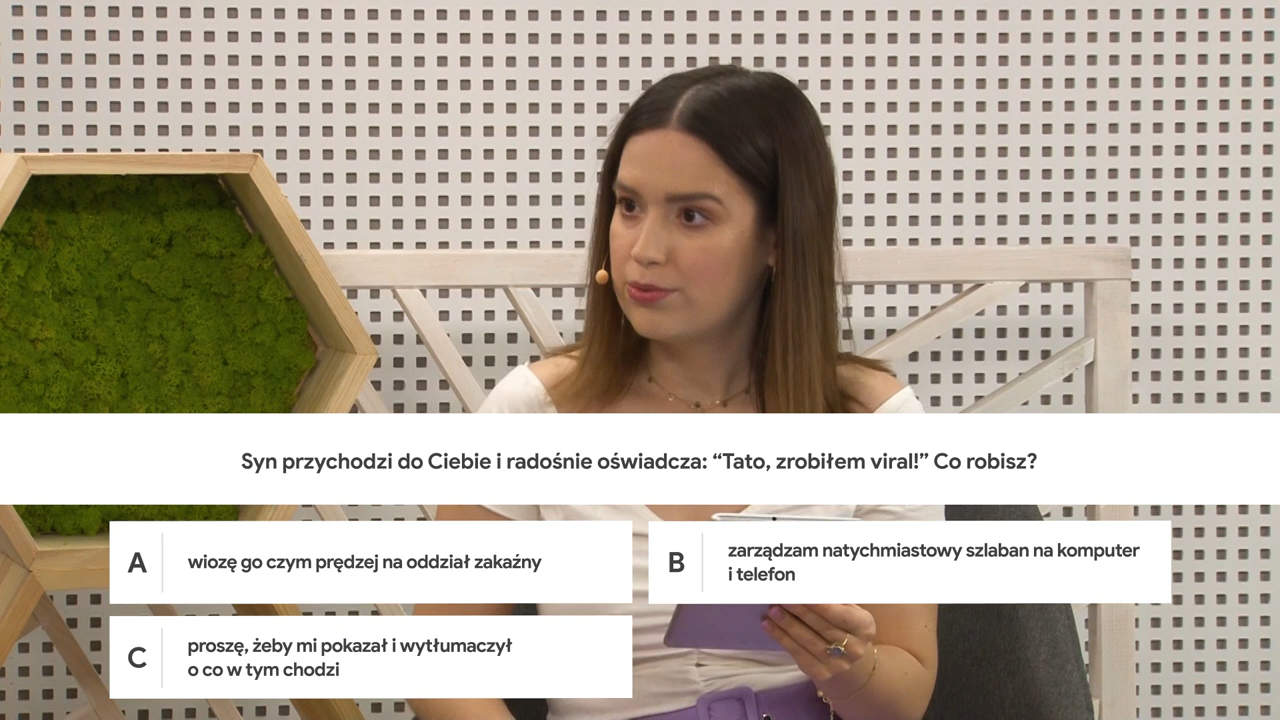 Syn przychodzi do Ciebie i radośnie oświadcza: “Tato, zrobiłem viral!” Co robisz?
A
wiozę go czym prędzej na oddział zakaźny
B
zarządzam natychmiastowy szlaban na komputer
i telefon
C
proszę, żeby mi pokazał i wytłumaczył
o co w tym chodzi